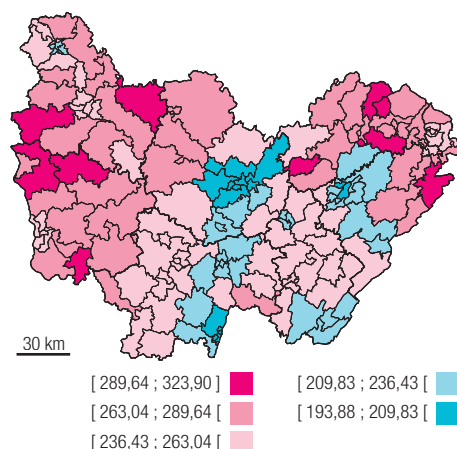 30 km
[ 289,64 ; 323,90 ]
[ 263,04 ; 289,64 [
[ 236,43 ; 263,04 [
[ 209,83 ; 236,43 [
[ 193,88 ; 209,83 [